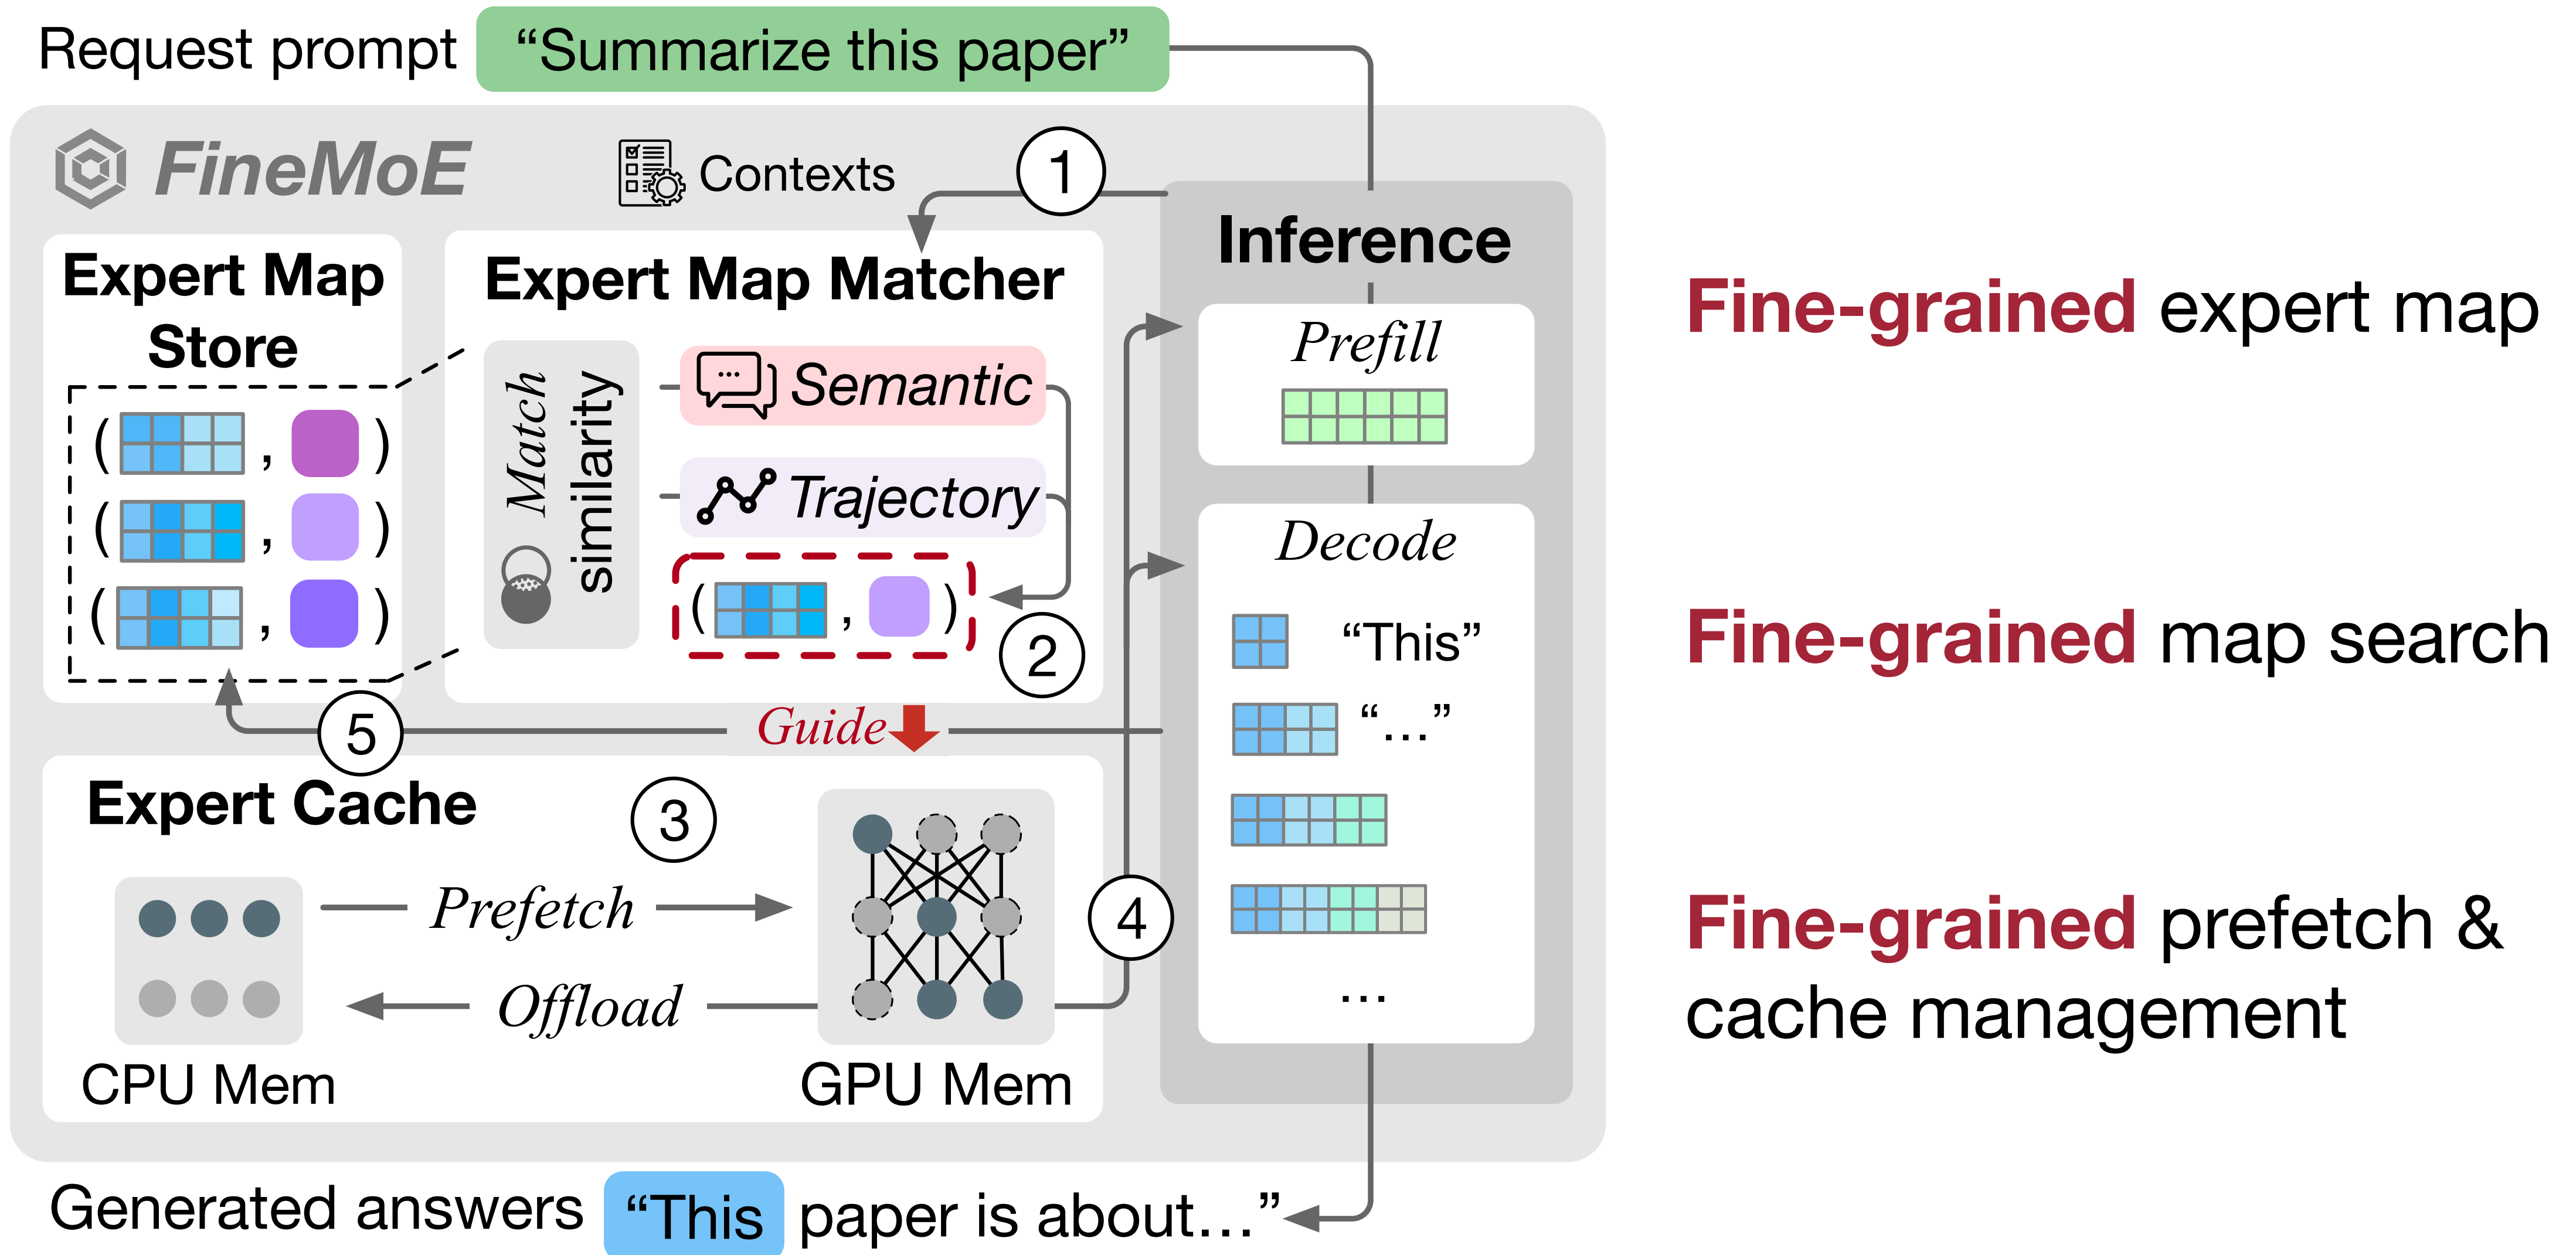 Request prompt “Summarize this paper”
FineMoE
Contexts
1
Expert Map
Store
( , )
( , )
( , )
Expert Map Matcher
Match
similarity
Semantic
Trajectory
( , )
2
Guide
5
Expert Cache
3
Prefetch
Offload
CPU Mem
GPU Mem
4
Inference
Prefill
Decode
“This”
“...”
...
Generated answers “This paper is about...”
Fine-grained expert map
Fine-grained map search
Fine-grained prefetch &
cache management